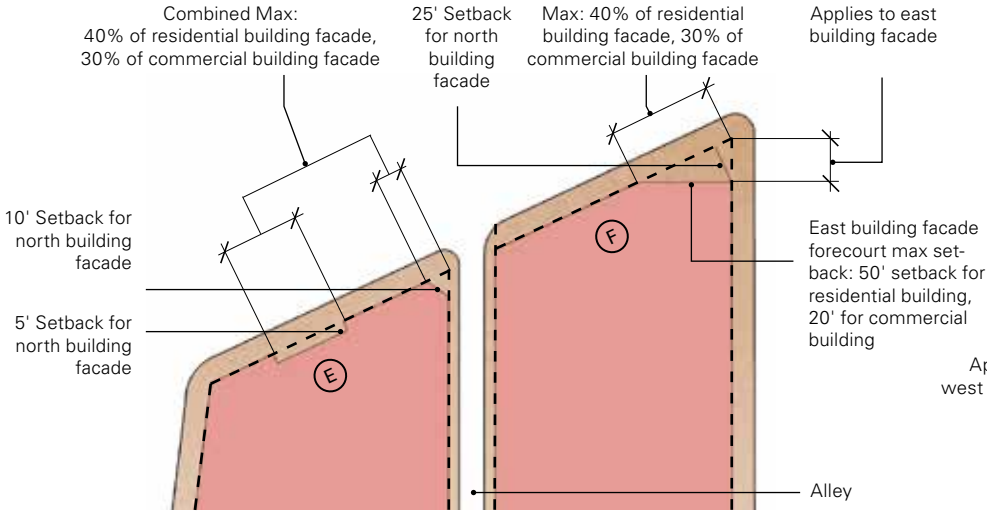 Combined Max:
40% of residential building facade,
30% of commercial building facade
25' Setback
for north
building
facade
Max: 40% of residential
building facade, 30% of
commercial building facade
Applies to east
building facade
10' Setback for
north building
facade
5' Setback for
north building
facade
E
F
East building facade
forecourt max set-
back: 50' setback for
residential building,
20' for commercial
building
Ap
west
Alley